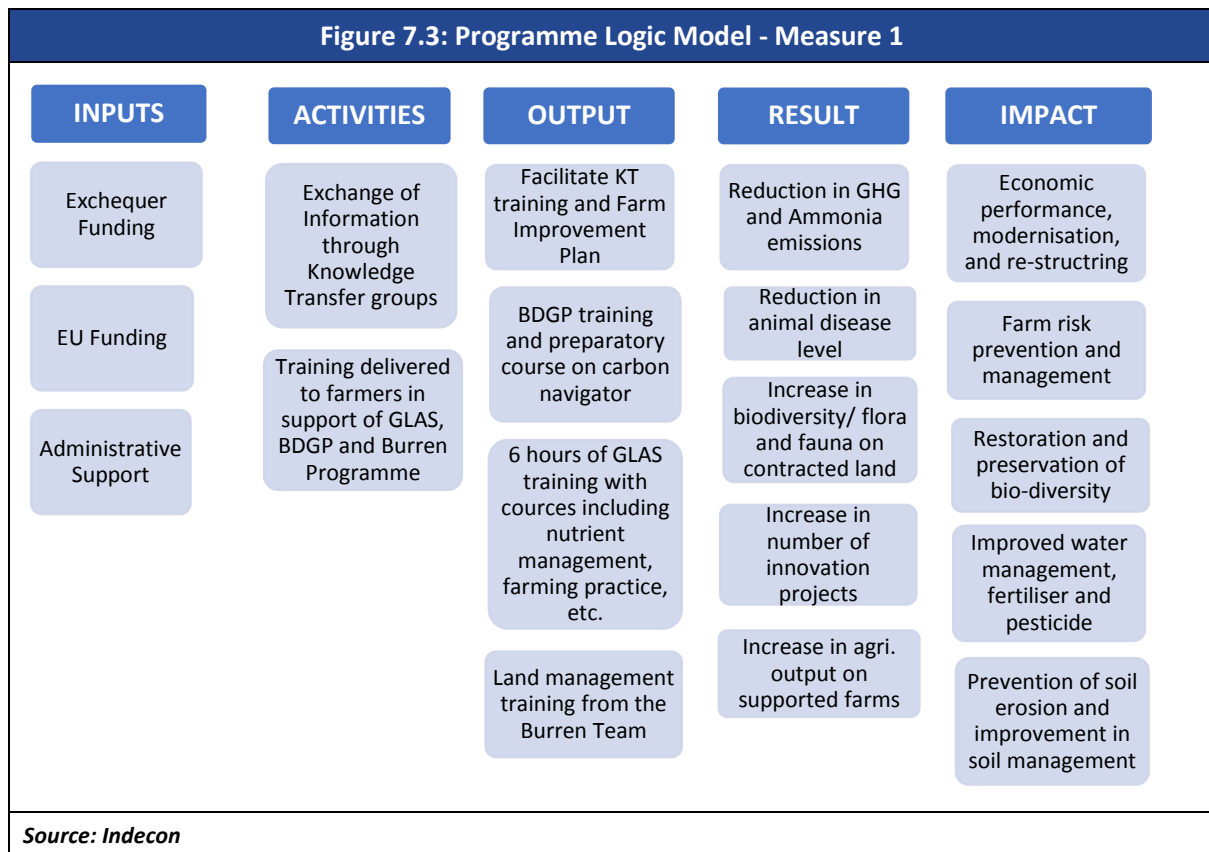 Figure 7.3: Programme Logic Model - Measure 1
INPUTS
Exchequer
Funding
EU Funding
Administrative
Support
ACTIVITIES
Exchange of
Information
through
Knowledge
Transfer groups
Training delivered
to farmers in
support of GLAS,
BDGP and Burren
Programme
OUTPUT
Facilitate KT
training and Farm
Improvement
Plan
BDGP training
and preparatory
course on carbon
navigator
6 hours of GLAS
training with
cources including
nutrient
management,
farming practice,
etc.
Land management
training from the
Burren Team
RESULT
Reduction in GHG
and Ammonia
emissions
Reduction in
animal disease
level
Increase in
biodiversity/ flora
and fauna on
contracted land
Increase in
number of
innovation
projects
Increase in agri.
output on
supported farms
IMPACT
Economic
performance,
modernisation,
and re-structring
Farm risk
prevention and
management
Restoration and
preservation of
bio-diversity
Improved water
management,
fertiliser and
pesticide
Prevention of soil
erosion and
improvement in
soil management
Source: Indecon